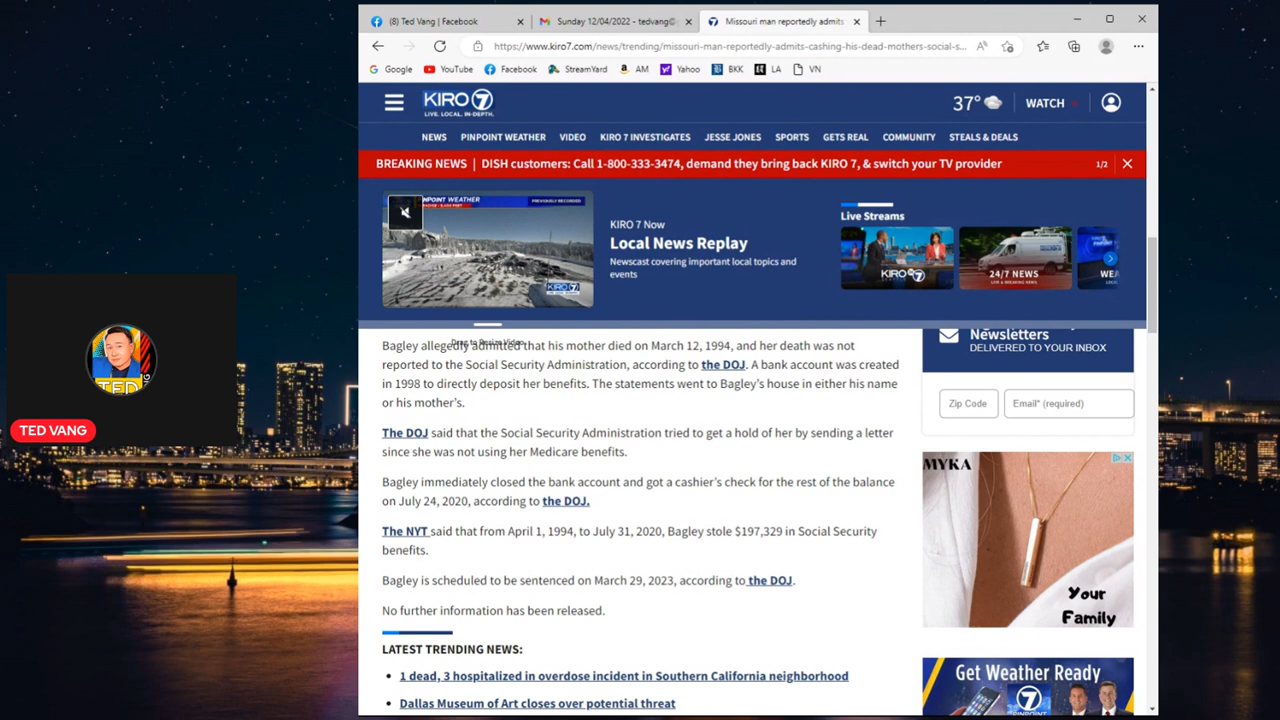 (8) Ted Vang | Facebook
Sunday 12/04/2022 - tedvang@
Missouri man reportedly admits
https://www.kiro7.com/news/trending/missouri-man-reportedly-admits-cashing-his-dead-mothers-social-s...
Google
YouTube
Facebook
StreamYard
AM
Yahoo
BKK
LA
VN
KIRO 7
LIVE. LOCAL. IN-DEPTH.
37°
WATCH
NEWS
PINPOINT WEATHER
VIDEO
KIRO 7 INVESTIGATES
JESSE JONES
SPORTS
GETS REAL
COMMUNITY
STEALS & DEALS
BREAKING NEWS | DISH customers: Call 1-800-333-4474, demand they bring back KIRO 7, & switch your TV provider
1/2
PINPOINT WEATHER
PREVIOUSLY RECORDED
KIRO 7
KIRO 7 Now
Local News Replay
Newscast covering important local topics and
events
Live Streams
KIRO 7
24/7 NEWS
LIVE & BREAKING NEWS
WEA
Drag to Resize Video
Bagley allegedly admitted that his mother died on March 12, 1994, and her death was not
reported to the Social Security Administration, according to the DOJ. A bank account was created
in 1998 to directly deposit her benefits. The statements went to Bagley's house in either his name
or his mother's.
The DOJ said that the Social Security Administration tried to get a hold of her by sending a letter
since she was not using her Medicare benefits.
Bagley immediately closed the bank account and got a cashier's check for the rest of the balance
on July 24, 2020, according to the DOJ.
The NYT said that from April 1, 1994, to July 31, 2020, Bagley stole $197,329 in Social Security
benefits.
Bagley is scheduled to be sentenced on March 29, 2023, according to the DOJ.
No further information has been released.
LATEST TRENDING NEWS:
1 dead, 3 hospitalized in overdose incident in Southern California neighborhood
Dallas Museum of Art closes over potential threat
Newsletters
DELIVERED TO YOUR INBOX
Zip Code
Email* (required)
MYKA
Your
Family
Get Weather Ready
7
PINPOINT
TED
TED VANG